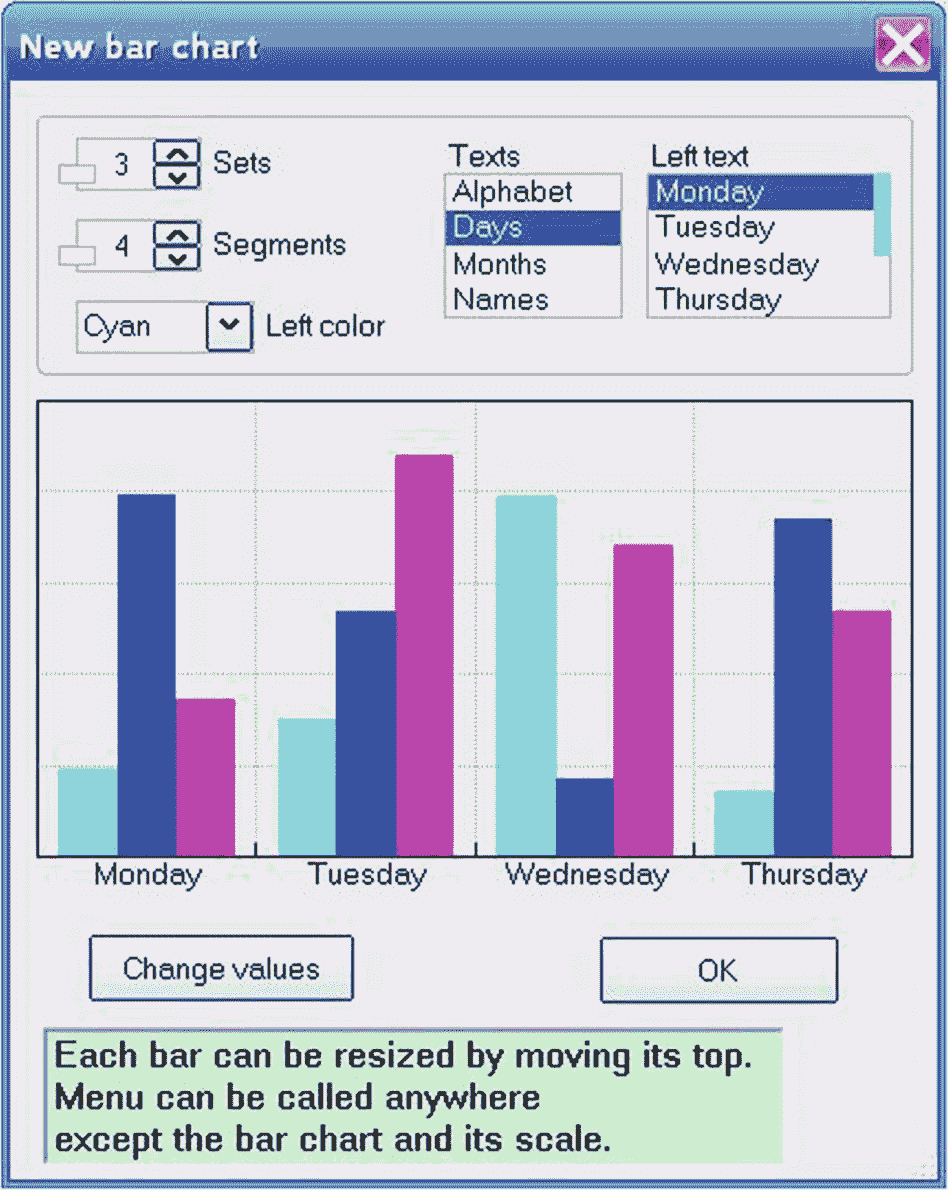 New bar chart
3 Sets
4 Segments
Cyan Left color
Texts
Alphabet
Days
Months
Names
Left text
Monday
Tuesday
Wednesday
Thursday
Monday Tuesday Wednesday Thursday
Change values OK
Each bar can be resized by moving its top.
Menu can be called anywhere
except the bar chart and its scale.